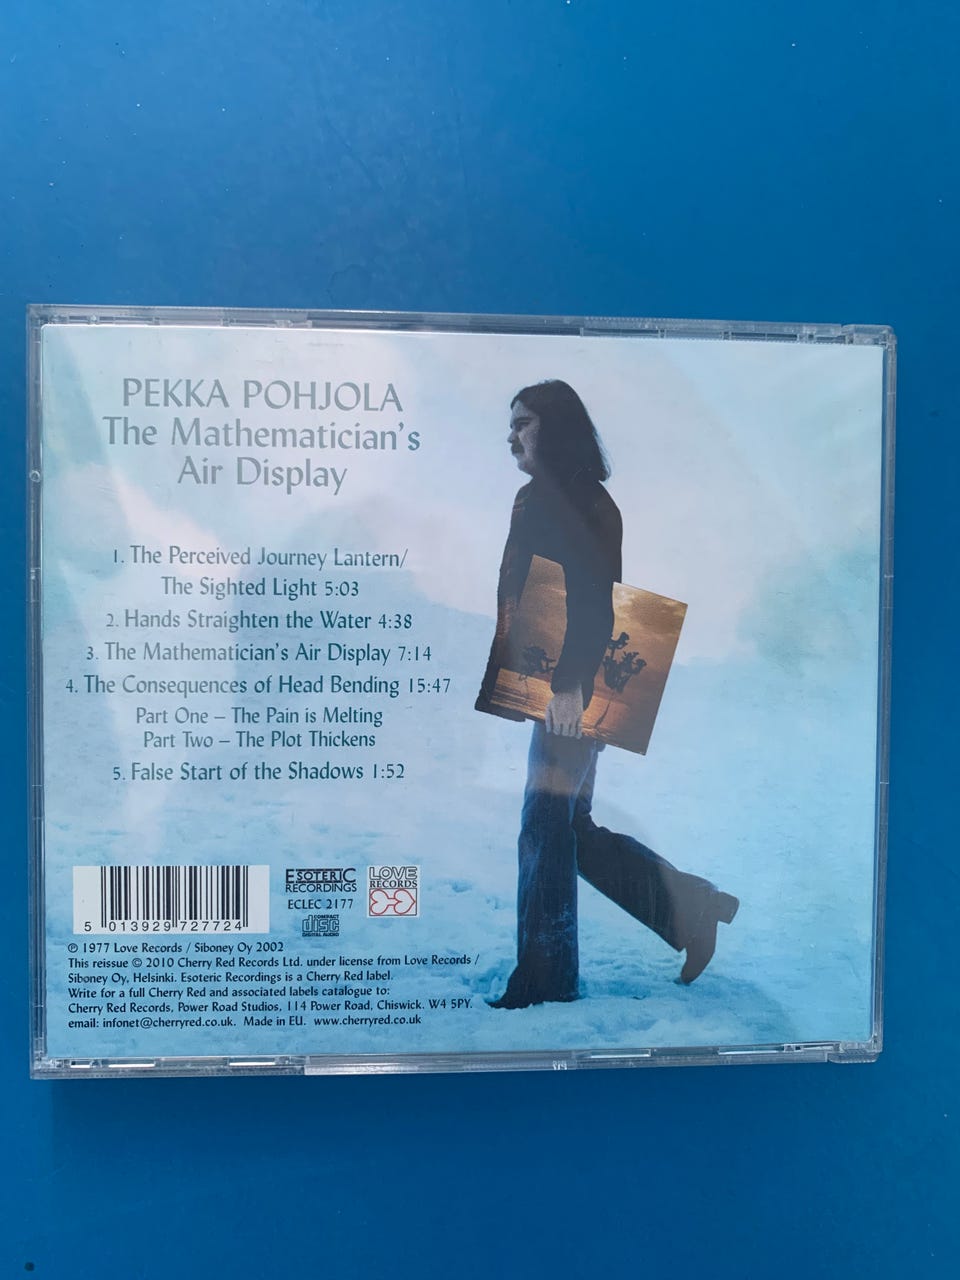 PEKKA POHJOLA
The Mathematician's
Air Display
1. The Perceived Journey Lantern/
The Sighted Light 5:03
2. Hands Straighten the Water 4:38
3. The Mathematician's Air Display 7:14
4. The Consequences of Head Bending 15:47
Part One – The Pain is Melting
Part Two – The Plot Thickens
5. False Start of the Shadows 1:52
5 013929 727724
ESOTERIC
RECORDINGS
ECLEC 2177
COMPACT
disc
DIGITAL AUDIO
LOVE
RECORDS
℗ 1977 Love Records / Siboney Oy 2002
This reissue © 2010 Cherry Red Records Ltd. under license from Love Records /
Siboney Oy, Helsinki. Esoteric Recordings is a Cherry Red label.
Write for a full Cherry Red and associated labels catalogue to:
Cherry Red Records, Power Road Studios, 114 Power Road, Chiswick. W4 5PY.
email: infonet@cherryred.co.uk. Made in EU. www.cherryred.co.uk